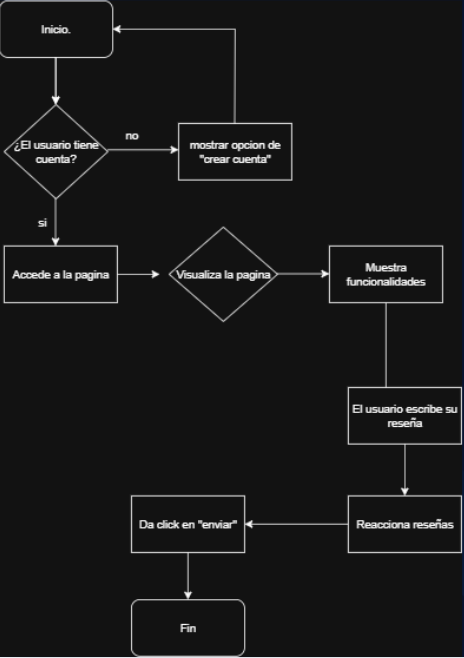 Inicio.
¿El usuario tiene
cuenta?
no
mostrar opcion de
"crear cuenta"
si
Accede a la pagina
Visualiza la pagina
Muestra
funcionalidades
El usuario escribe su
reseña
Reacciona reseñas
Da click en "enviar"
Fin